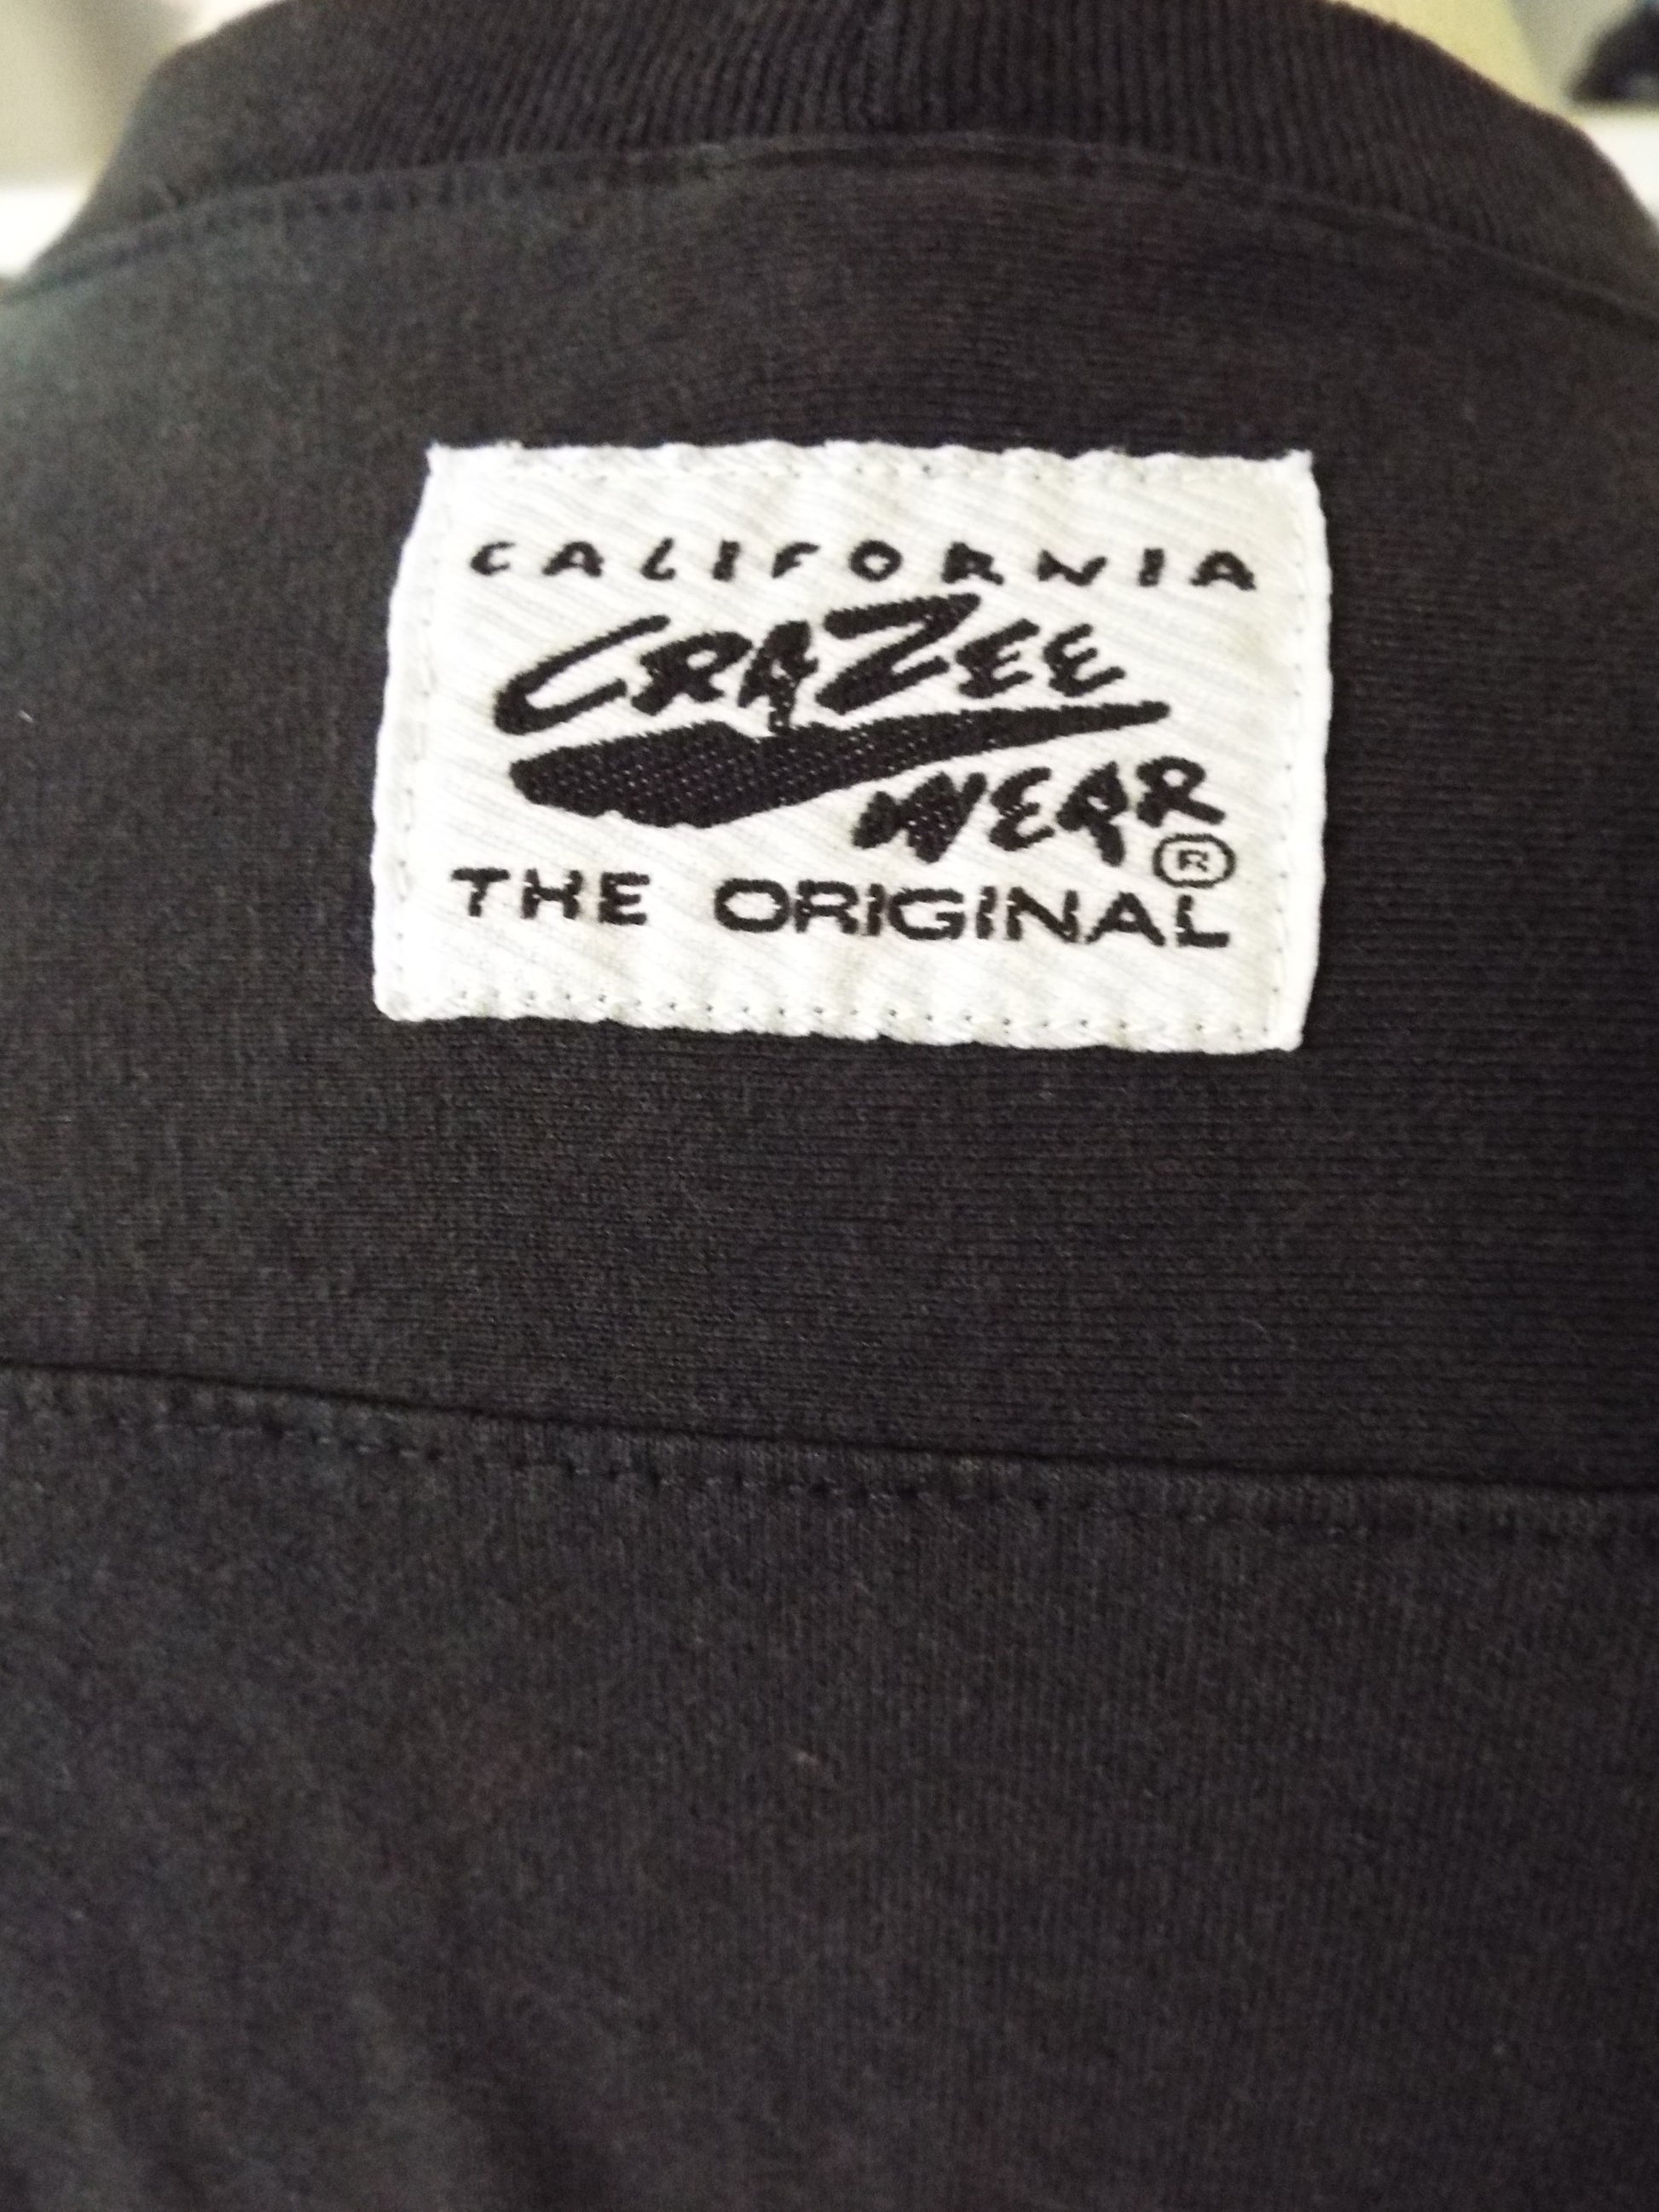 CALIFORNIA
CRAZEE
WEAR
®
THE ORIGINAL